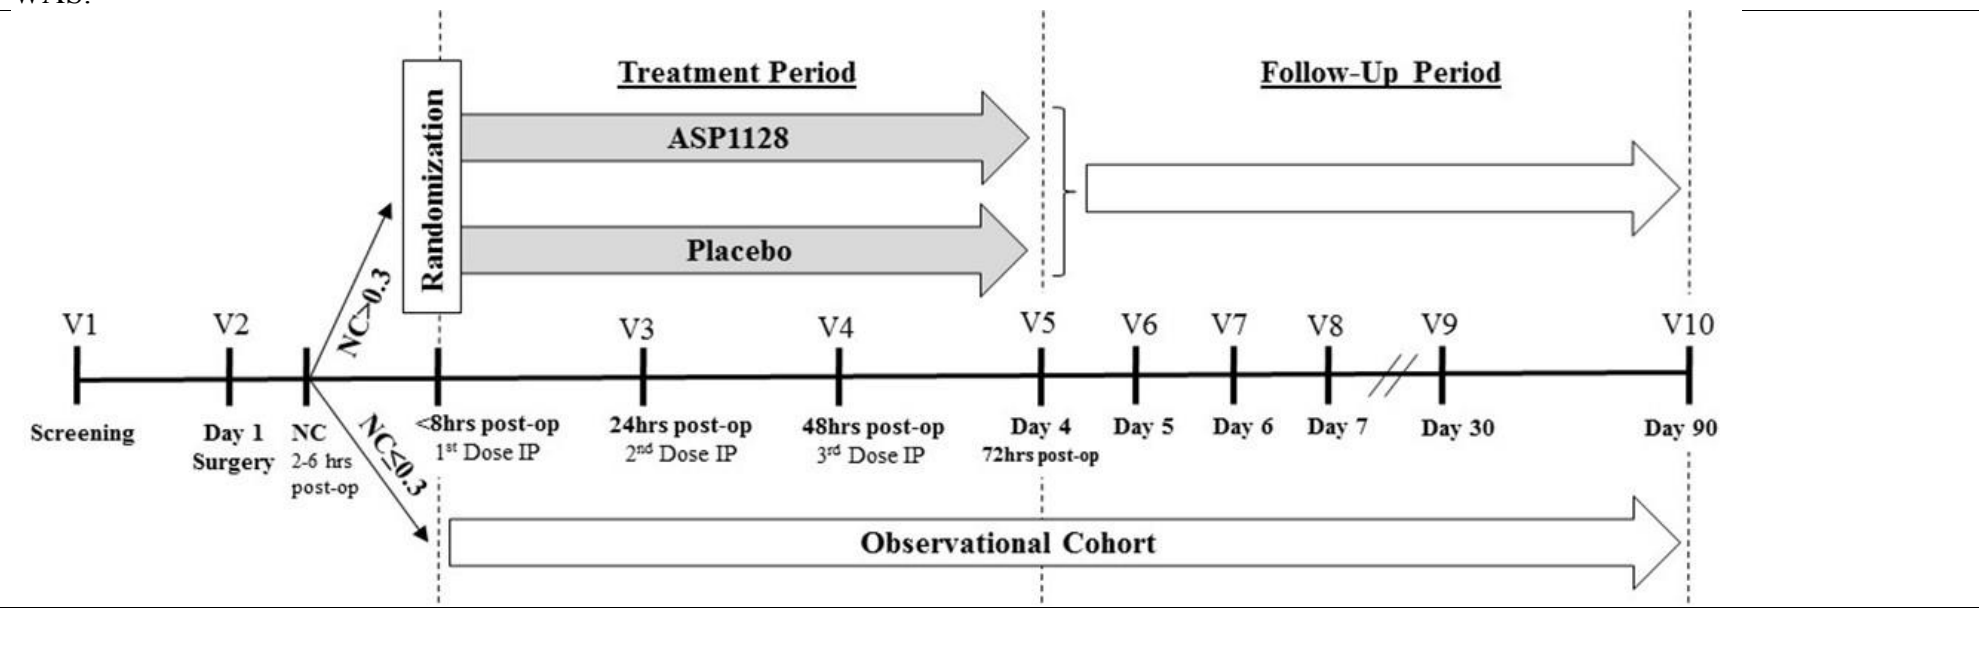 WAS.
Treatment Period
Follow-Up Period
Randomization
ASP1128
Placebo
NC>0.3
V1
V2
V3
V4
V5
V6
V7
V8
V9
V10
NC≤0.3
Screening
Day 1
Surgery
NC
2-6 hrs
post-op
<8hrs post-op
1st Dose IP
24hrs post-op
2nd Dose IP
48hrs post-op
3rd Dose IP
Day 4
72hrs post-op
Day 5
Day 6
Day 7
Day 30
Day 90
Observational Cohort